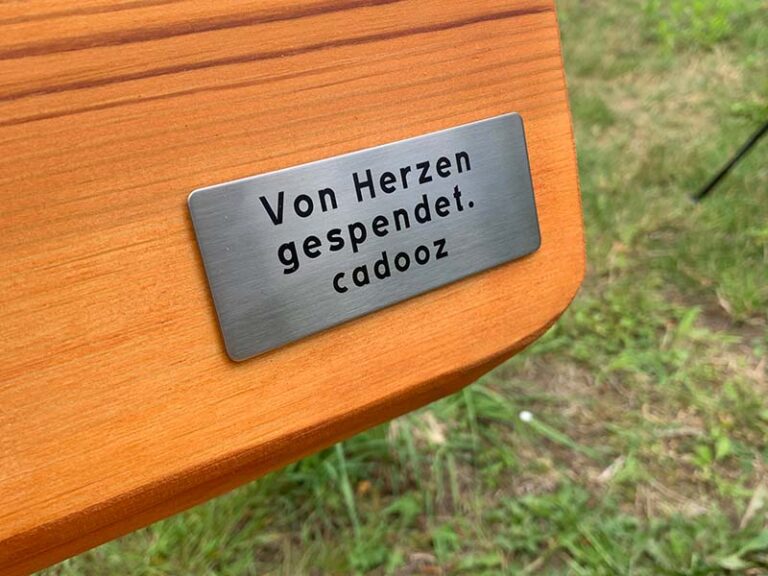 Von Herzen
gespendet.
cadooz